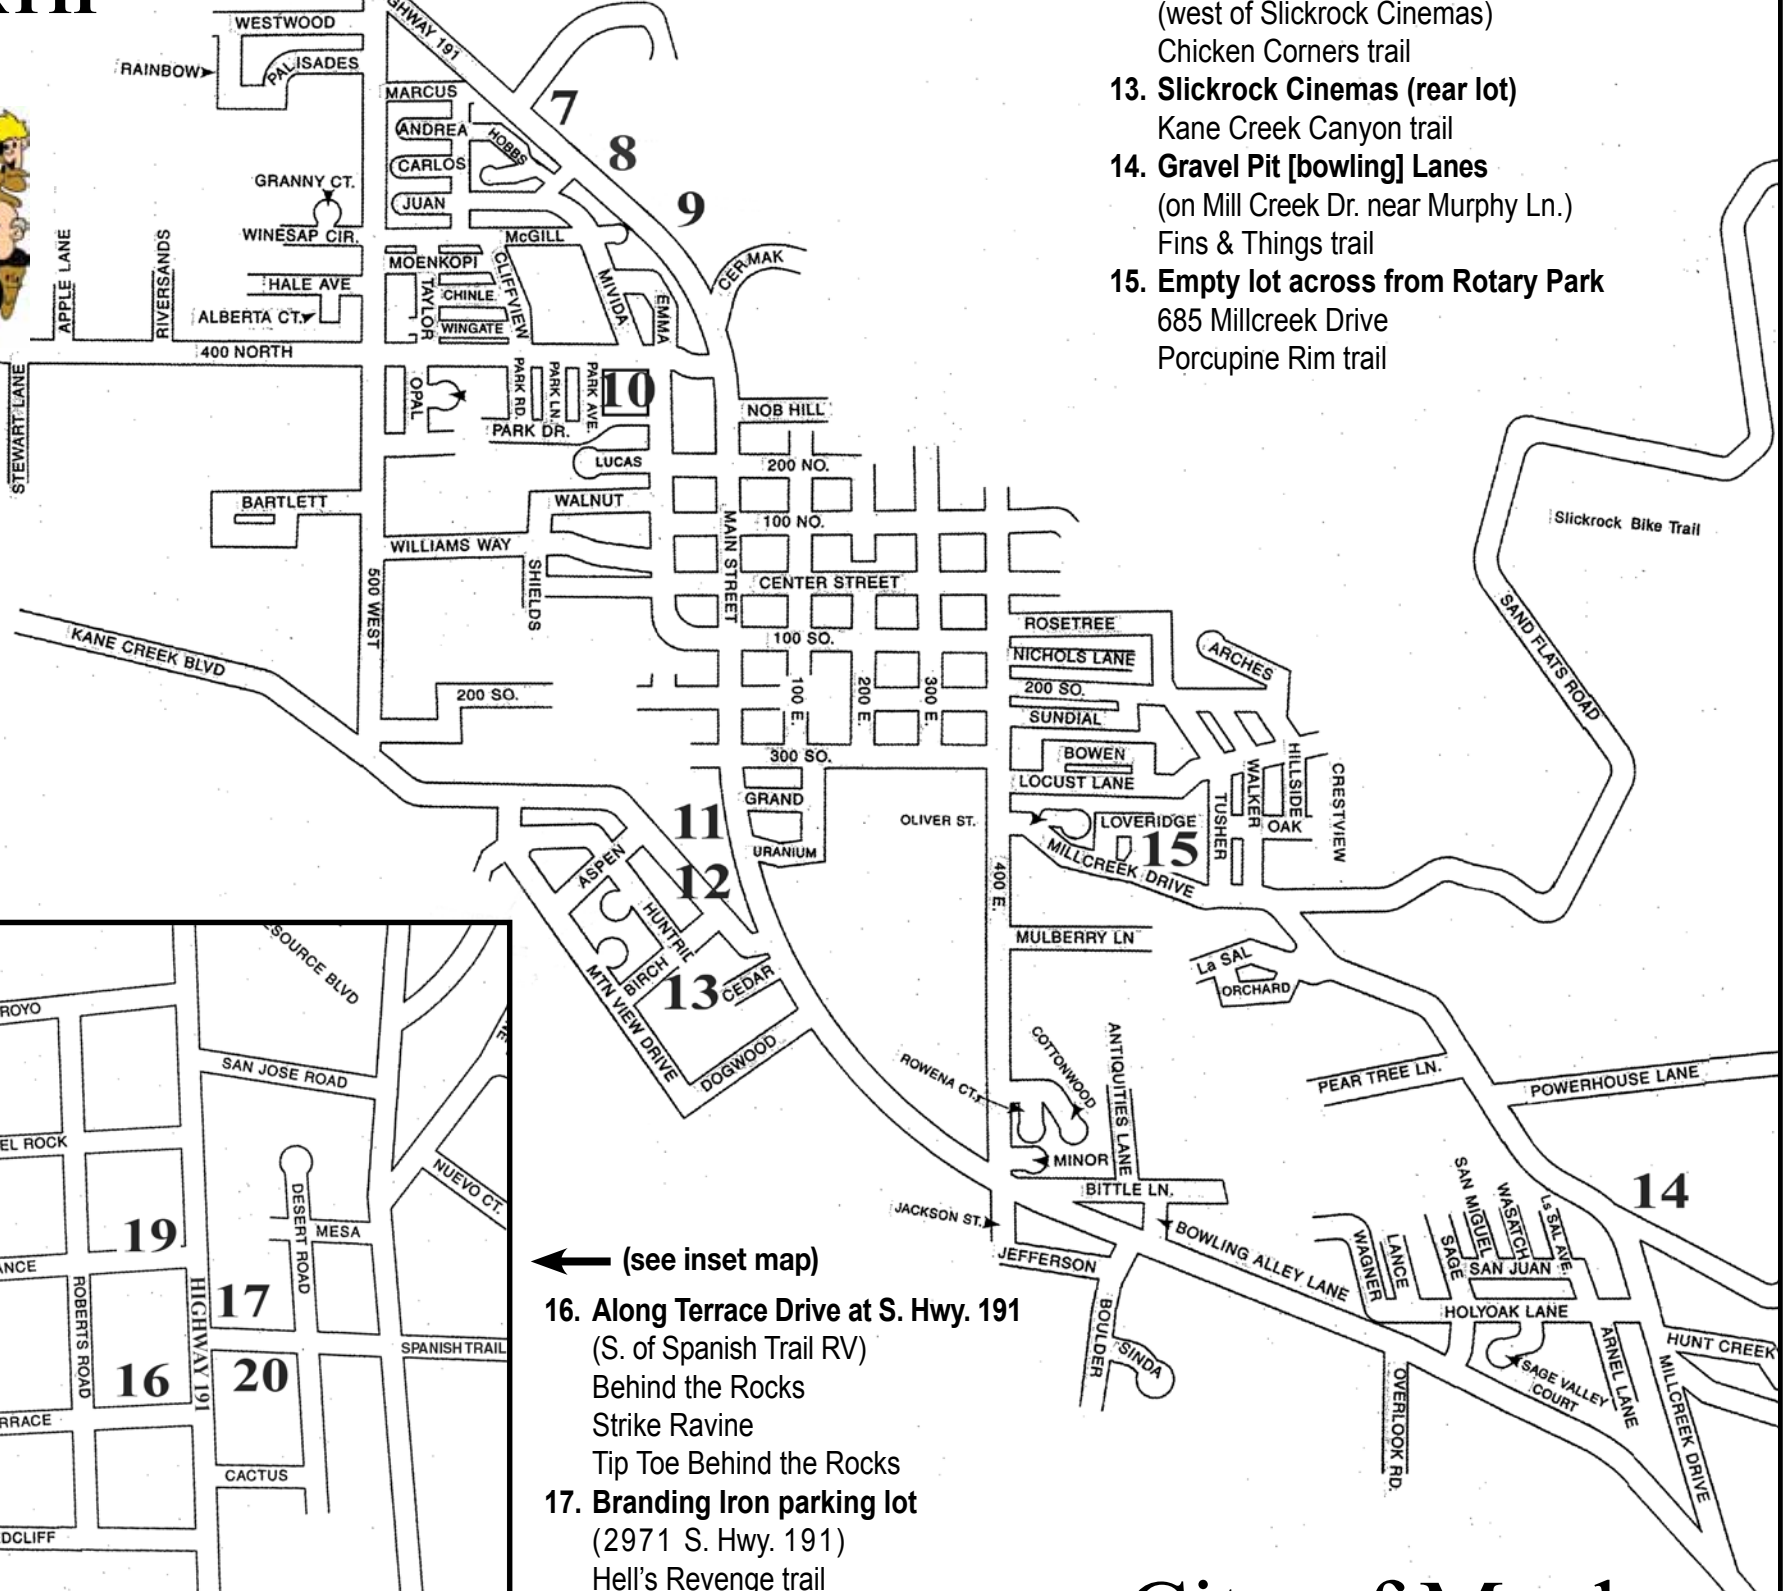 WESTWOOD
RAINBOW
PALISADES
HIGHWAY 191
MARCUS
ANDREA
HOBBS
CARLOS
JUAN
GRANNY CT.
WINESAP CIR.
McGILL
MOENKOPI
CLIFFVIEW
HALE AVE
TAYLOR
CHINLE
WINGATE
MIVIDA
EMMA
CERMAK
APPLE LANE
RIVERSANDS
ALBERTA CT.
400 NORTH
STEWART LANE
OPAL
PARK RD.
PARK LN.
PARK AVE.
PARK DR.
NOB HILL
LUCAS
200 NO.
BARTLETT
WALNUT
100 NO.
MAIN STREET
WILLIAMS WAY
SHIELDS
CENTER STREET
500 WEST
100 SO.
KANE CREEK BLVD
200 SO.
100 E.
200 E.
300 E.
300 SO.
GRAND
URANIUM
7
8
9
10
11
12
13
14
15
(west of Slickrock Cinemas)
Chicken Corners trail
13. Slickrock Cinemas (rear lot)
Kane Creek Canyon trail
14. Gravel Pit [bowling] Lanes
(on Mill Creek Dr. near Murphy Ln.)
Fins & Things trail
15. Empty lot across from Rotary Park
685 Millcreek Drive
Porcupine Rim trail
Slickrock Bike Trail
SAND FLATS ROAD
ROSETREE
NICHOLS LANE
ARCHES
200 SO.
SUNDIAL
BOWEN
LOCUST LANE
HILLSIDE
WALKER
CRESTVIEW
TUSHER
OAK
OLIVER ST.
LOVERIDGE
MILLCREEK DRIVE
400 E.
MULBERRY LN
La SAL
ORCHARD
ASPEN
HUNTRIL
BIRCH
CEDAR
MTN VIEW DRIVE
DOGWOOD
ROWENA CT.
COTTONWOOD
ANTIQUITIES LANE
MINOR
BITTLE LN.
JACKSON ST.
JEFFERSON
BOWLING ALLEY LANE
BOULDER
SINDA
PEAR TREE LN.
POWERHOUSE LANE
SAN MIGUEL
WASATCH
Ls SAL AVE.
WAGNER
LANCE
SAGE
SAN JUAN
HOLYOAK LANE
SAGE VALLEY
COURT
ARNEL LANE
HUNT CREEK
MILLCREEK DRIVE
OVERLOOK RD.
SAN JOSE ROAD
NUEVO CT.
DESERT ROAD
MESA
ROBERTS ROAD
HIGHWAY 191
SPANISH TRAIL
CACTUS
19
17
16
20
(see inset map)
16. Along Terrace Drive at S. Hwy. 191
(S. of Spanish Trail RV)
Behind the Rocks
Strike Ravine
Tip Toe Behind the Rocks
17. Branding Iron parking lot
(2971 S. Hwy. 191)
Hell's Revenge trail